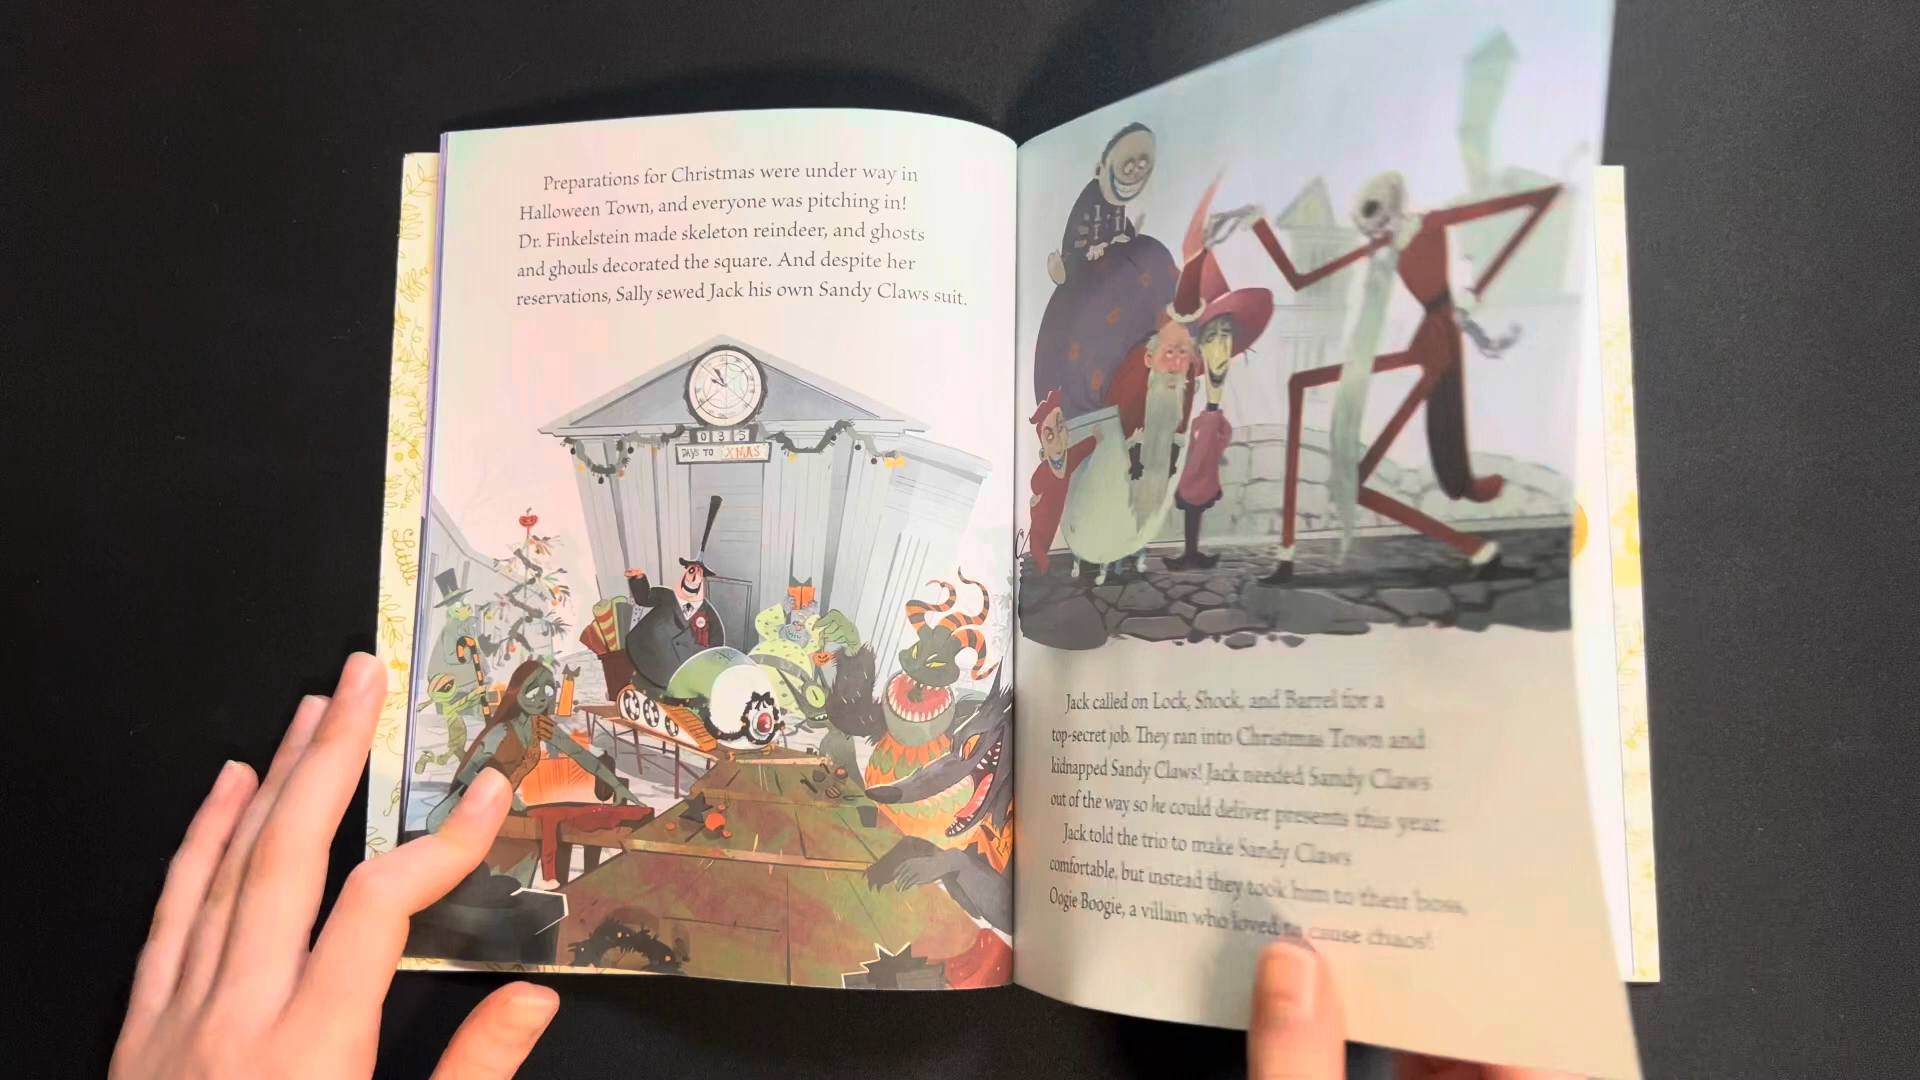 Preparations for Christmas were under way in
Halloween Town, and everyone was pitching in!
Dr. Finkelstein made skeleton reindeer, and ghosts
and ghouls decorated the square. And despite her
reservations, Sally sewed Jack his own Sandy Claws suit.
035
DAYS TO XMAS
Little
Jack called on Lock, Shock, and Barrel for a
top-secret job. They ran into Christmas Town and
kidnapped Sandy Claws! Jack needed Sandy Claws
out of the way so he could deliver presents this year.
Jack told the trio to make Sandy Claws
comfortable, but instead they took him to their boss,
Oogie Boogie, a villain who loved to cause chaos!